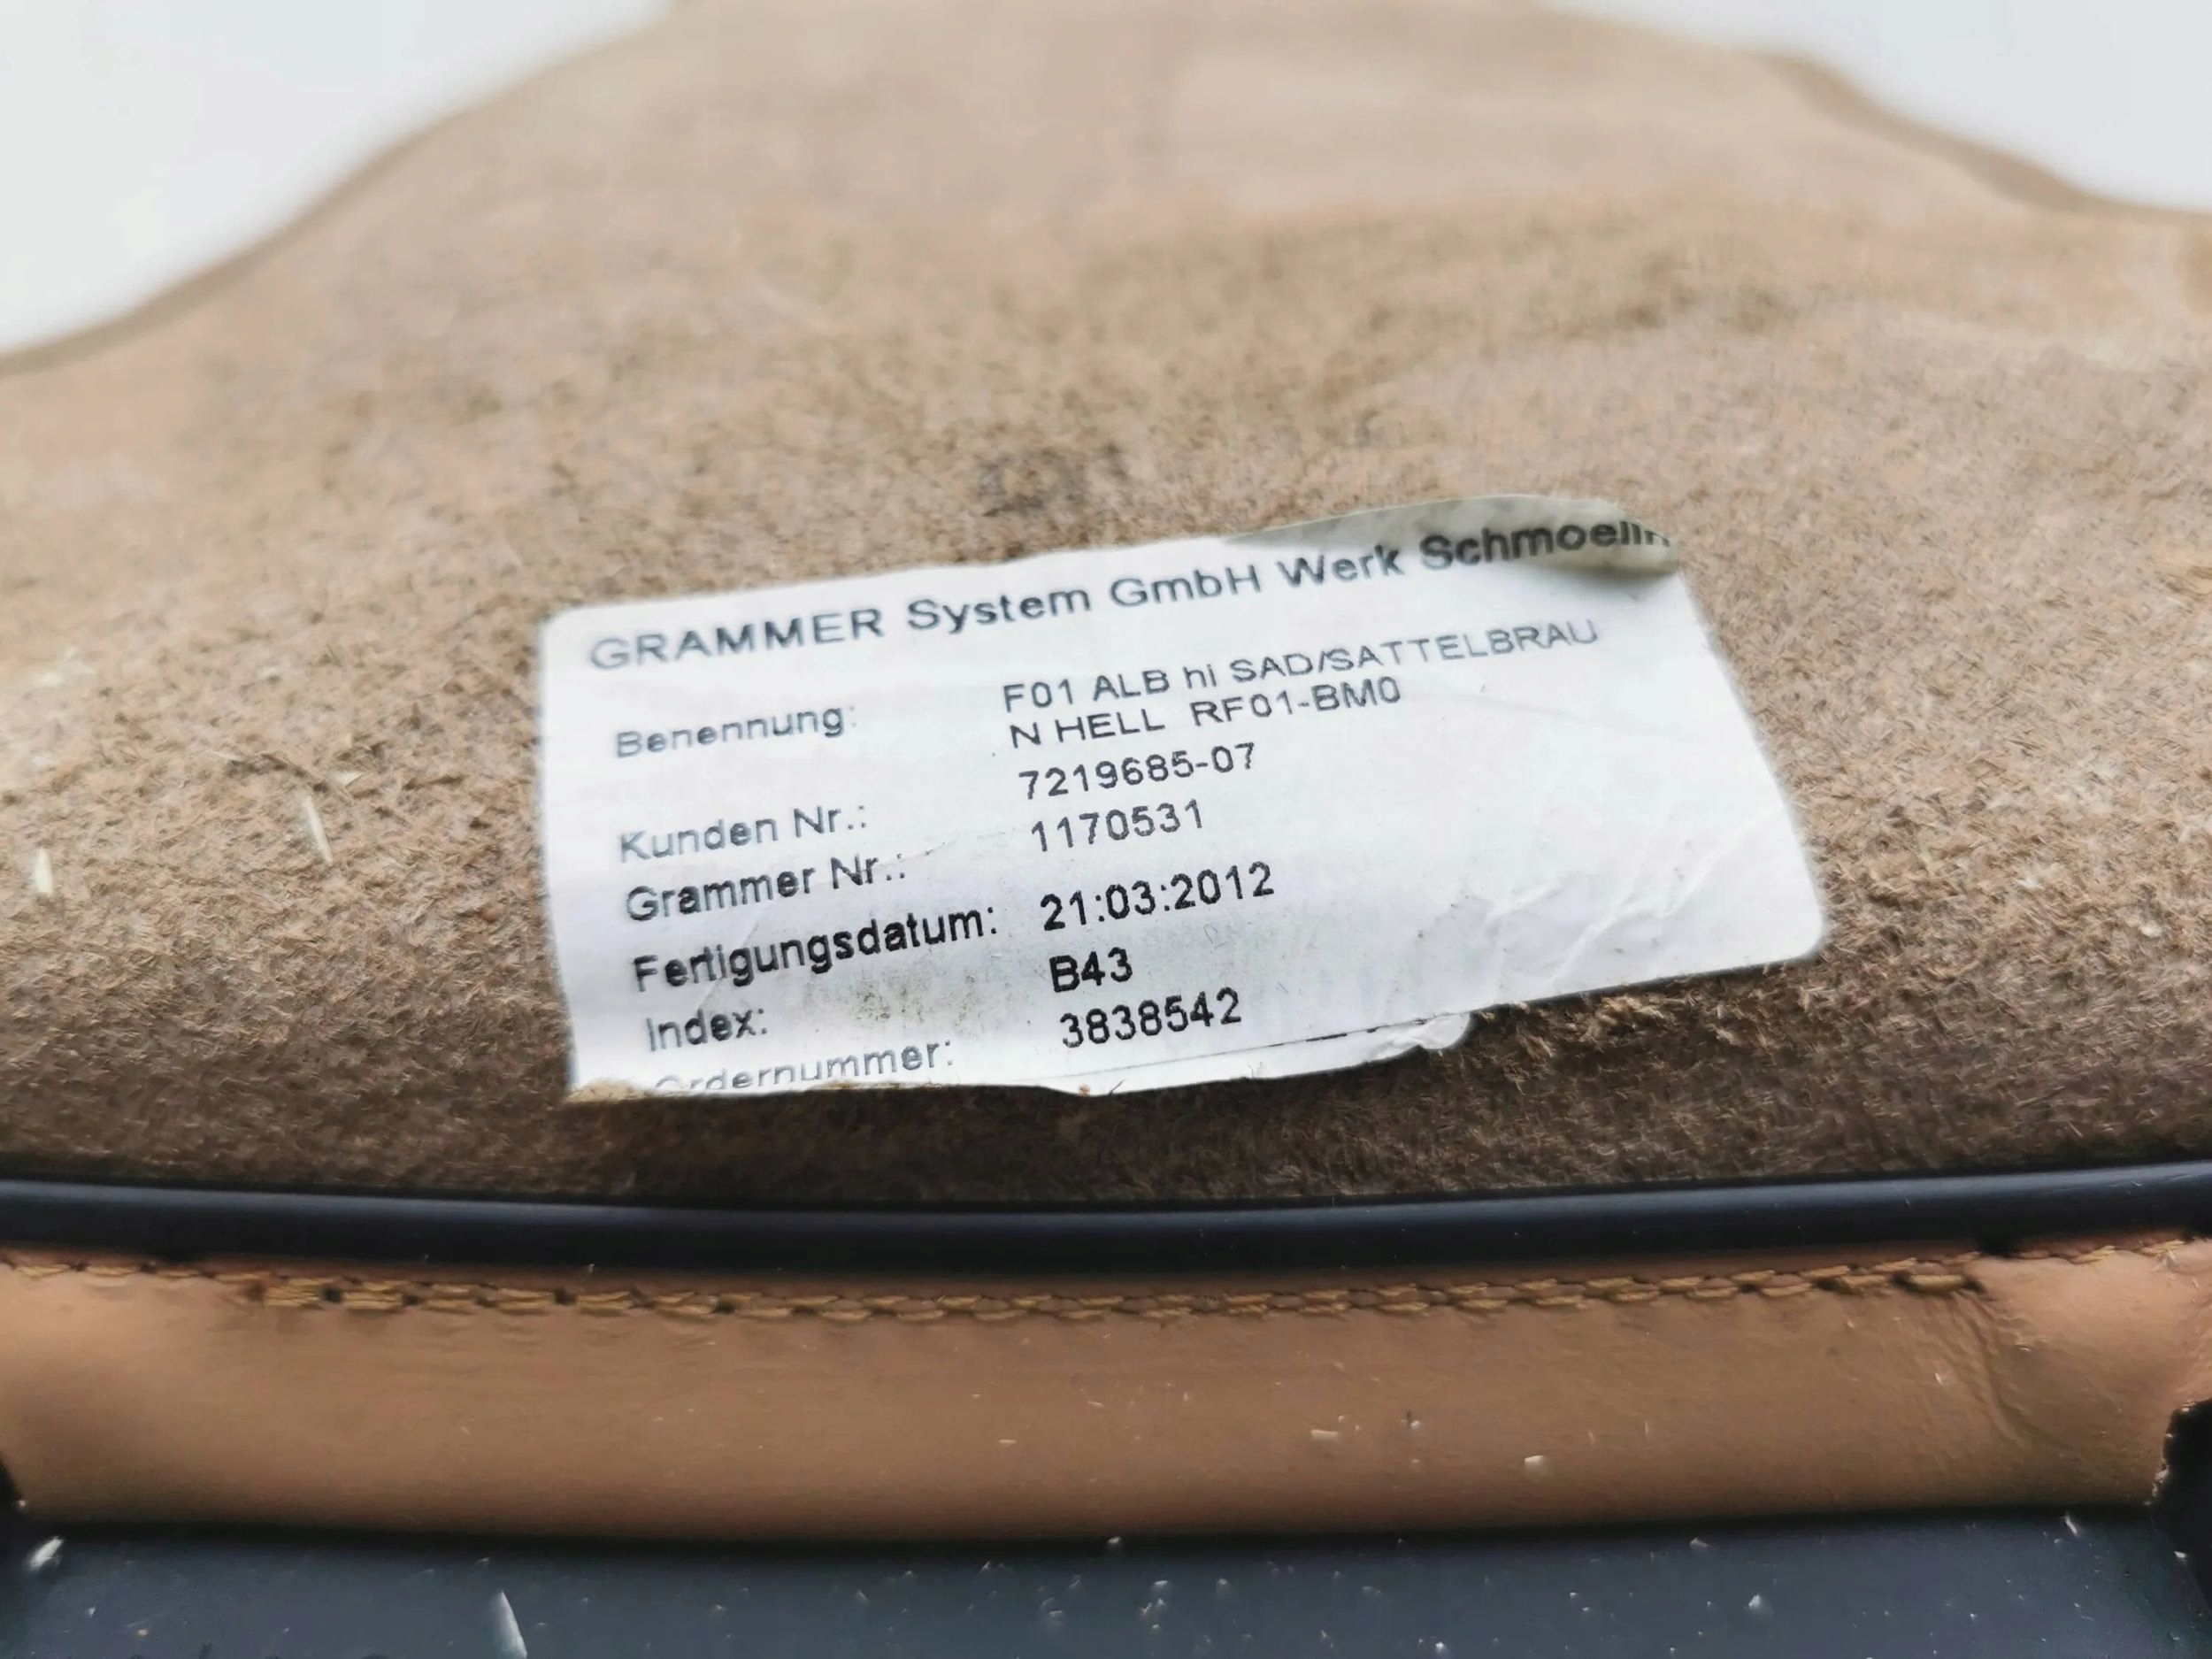 GRAMMER System GmbH Werk Schmoelln
Benennung: F01 ALB hi SAD/SATTELBRAU
N HELL RF01-BM0
Kunden Nr.: 7219685-07
Grammer Nr.: 1170531
Fertigungsdatum: 21:03:2012
Index: B43
Ordernummer: 3838542